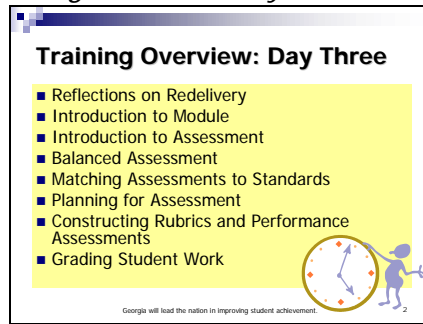 Training Overview: Day Three
Reflections on Redelivery
Introduction to Module
Introduction to Assessment
Balanced Assessment
Matching Assessments to Standards
Planning for Assessment
Constructing Rubrics and Performance
Assessments
Grading Student Work
Georgia will lead the nation in improving student achievement.
2